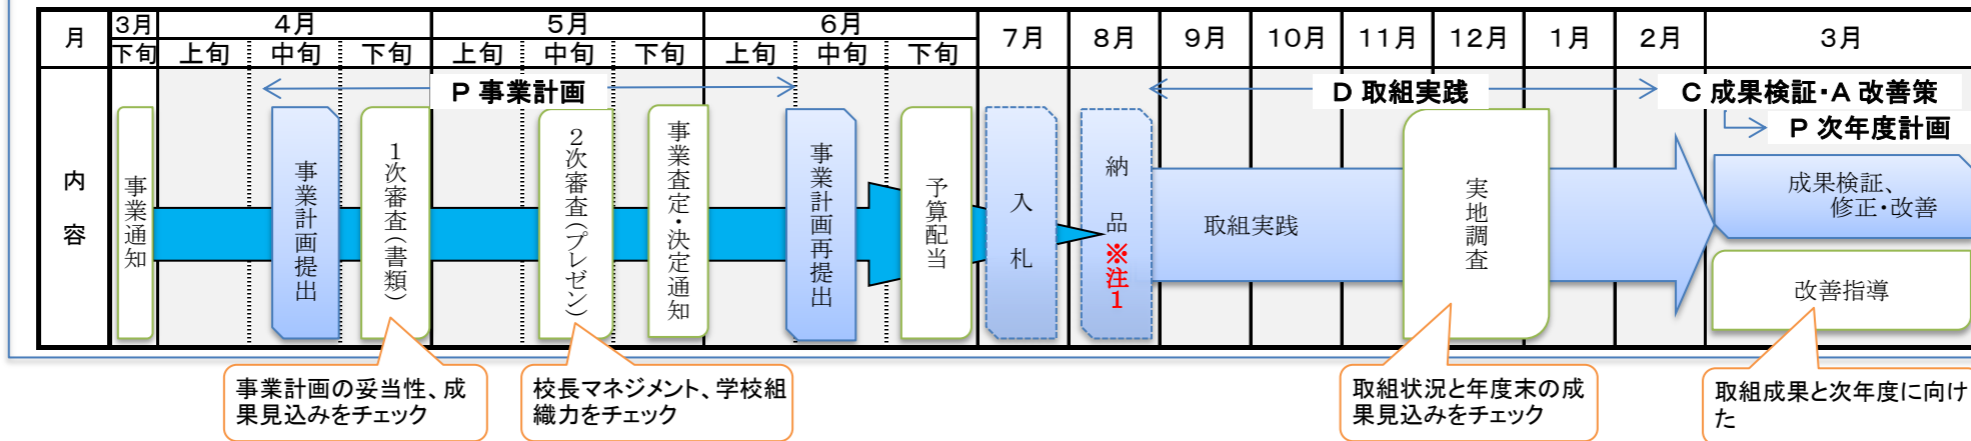 月
3月
4月
5月
6月
7月
8月
9月
10月
11月
12月
1月
2月
3月
下旬
上旬
中旬
下旬
上旬
中旬
下旬
上旬
中旬
下旬
P 事業計画
D 取組実践
C 成果検証・A 改善策
P 次年度計画
内容
事業通知
事業計画提出
1次審査(書類)
2次審査(プレゼン)
事業査定・決定通知
事業計画再提出
予算配当
入札
納品※注1
取組実践
実地調査
成果検証、
修正・改善
改善指導
事業計画の妥当性、成
果見込みをチェック
校長マネジメント、学校組
織力をチェック
取組状況と年度末の成
果見込みをチェック
取組成果と次年度に向け
た